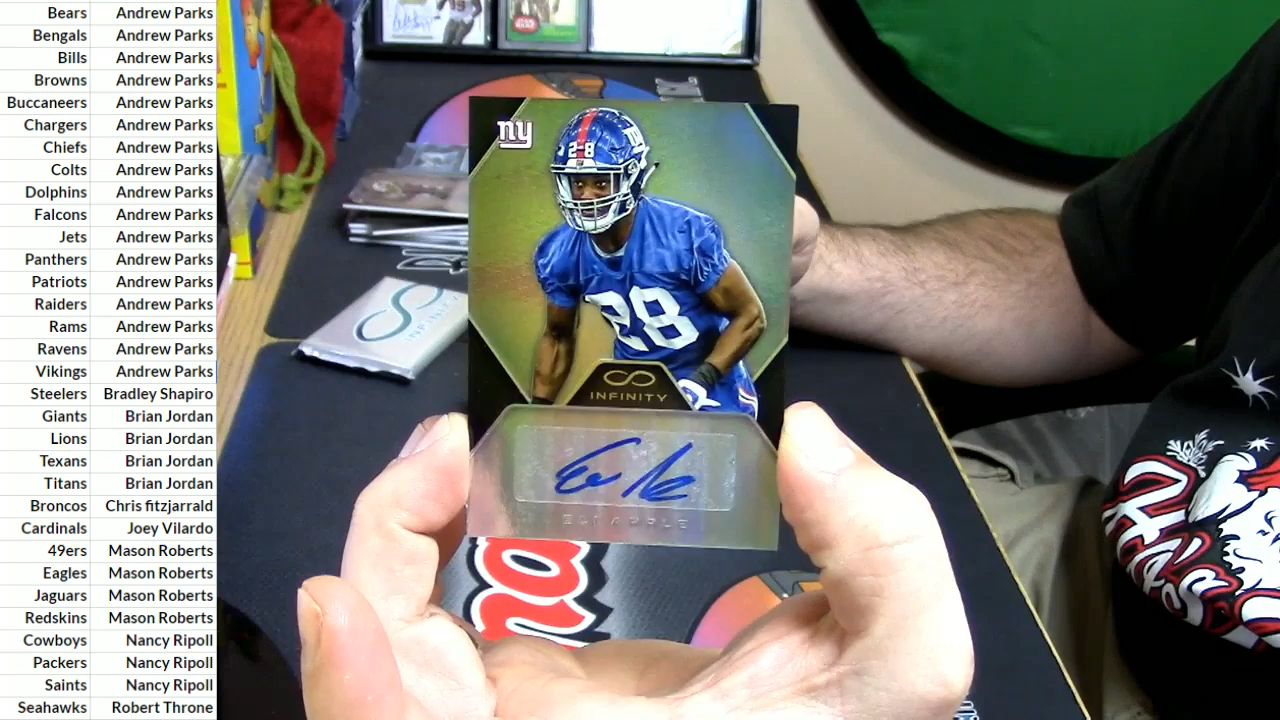 Bears Andrew Parks
Bengals Andrew Parks
Bills Andrew Parks
Browns Andrew Parks
Buccaneers Andrew Parks
Chargers Andrew Parks
Chiefs Andrew Parks
Colts Andrew Parks
Dolphins Andrew Parks
Falcons Andrew Parks
Jets Andrew Parks
Panthers Andrew Parks
Patriots Andrew Parks
Raiders Andrew Parks
Rams Andrew Parks
Ravens Andrew Parks
Vikings Andrew Parks
Steelers Bradley Shapiro
Giants Brian Jordan
Lions Brian Jordan
Texans Brian Jordan
Titans Brian Jordan
Broncos Chris fitzjarrald
Cardinals Joey Vilardo
49ers Mason Roberts
Eagles Mason Roberts
Jaguars Mason Roberts
Redskins Mason Roberts
Cowboys Nancy Ripoll
Packers Nancy Ripoll
Saints Nancy Ripoll
Seahawks Robert Throne
STAR WARS
ny
28
ny
28
INFINITY
INFINITY
ELI APPLE